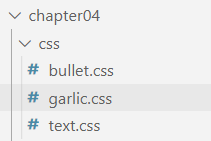 chapter04
css
# bullet.css
# garlic.css
# text.css